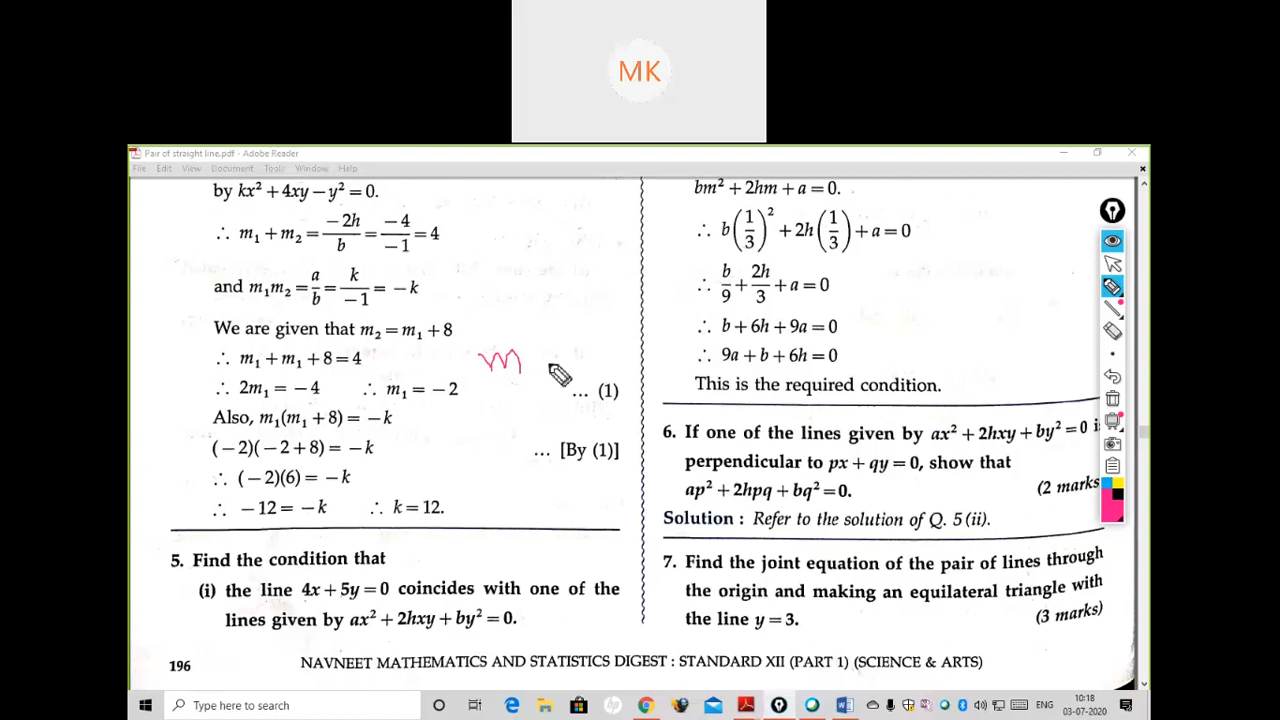 MK
Pair of straight line.pdf - Adobe Reader
File Edit View Document Tools Window Help
by kx² + 4xy − y² = 0.
∴ m₁ + m₂ = −2h/b = −4/−1 = 4
and m₁m₂ = a/b = k/−1 = −k
We are given that m₂ = m₁ + 8
∴ m₁ + m₁ + 8 = 4
m
∴ 2m₁ = −4 ∴ m₁ = −2 ... (1)
Also, m₁(m₁ + 8) = −k
(−2)(−2 + 8) = −k ... [By (1)]
∴ (−2)(6) = −k
∴ −12 = −k ∴ k = 12.
5. Find the condition that
(i) the line 4x + 5y = 0 coincides with one of the
lines given by ax² + 2hxy + by² = 0.
bm² + 2hm + a = 0.
∴ b(1/3)² + 2h(1/3) + a = 0
∴ b/9 + 2h/3 + a = 0
∴ b + 6h + 9a = 0
∴ 9a + b + 6h = 0
This is the required condition.
6. If one of the lines given by ax² + 2hxy + by² = 0 is
perpendicular to px + qy = 0, show that
ap² + 2hpq + bq² = 0. (2 marks
Solution : Refer to the solution of Q. 5 (ii).
7. Find the joint equation of the pair of lines through
the origin and making an equilateral triangle with
the line y = 3. (3 marks)
196 NAVNEET MATHEMATICS AND STATISTICS DIGEST : STANDARD XII (PART 1) (SCIENCE & ARTS)
Type here to search
ENG
10:18
03-07-2020